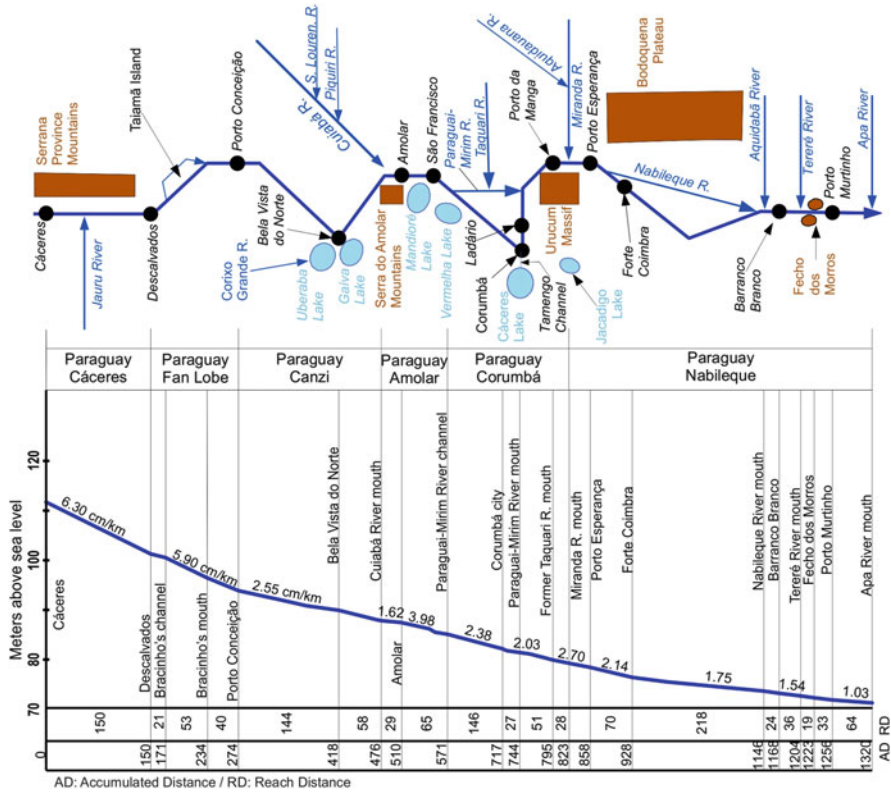 Cáceres
Serrana
Province
Mountains
Jauru River
Descalvados
Taiamã Island
Porto Conceição
Corixo
Grande R.
Bela Vista
do Norte
S. Louren. R.
Piquiri R.
Cuiabá R.
Uberaba
Lake
Gaiva
Lake
Serra do Amolar
Mountains
Amolar
Mandioré
Lake
São Francisco
Vermelha Lake
Paraguai-
Mirim R.
Taquari R.
Ladário
Corumbá
Cáceres
Lake
Tamengo
Channel
Porto da
Manga
Aquidauana R.
Miranda R.
Urucum
Massif
Jacadigo
Lake
Porto Esperança
Forte
Coimbra
Bodoquena
Plateau
Nabileque R.
Barranco
Branco
Aquidabã River
Tereré River
Fecho
dos
Morros
Porto
Murtinho
Apa River
Paraguay
Cáceres
Paraguay
Fan Lobe
Paraguay
Canzi
Paraguay
Amolar
Paraguay
Corumbá
Paraguay
Nabileque
Meters above sea level
120
100
80
70
6.30 cm/km
5.90 cm/km
2.55 cm/km
1.62
3.98
2.38
2.03
2.70
2.14
1.75
1.54
1.03
Cáceres
Descalvados
Bracinho's channel
Bracinho's mouth
Porto Conceição
Bela Vista do Norte
Cuiabá River mouth
Amolar
Paraguai-Mirim River channel
Corumbá city
Paraguai-Mirim River mouth
Former Taquari R. mouth
Miranda R. mouth
Porto Esperança
Forte Coimbra
Nabileque River mouth
Barranco Branco
Tereré River mouth
Fecho dos Morros
Porto Murtinho
Apa River mouth
150 21 53 40 144 58 29 65 146 27 51 28 70 218 24 36 19 33 64 RD
0 150 171 234 274 418 476 510 571 717 744 795 823 858 928 1146 1168 1204 1223 1256 1320 AD
AD: Accumulated Distance / RD: Reach Distance